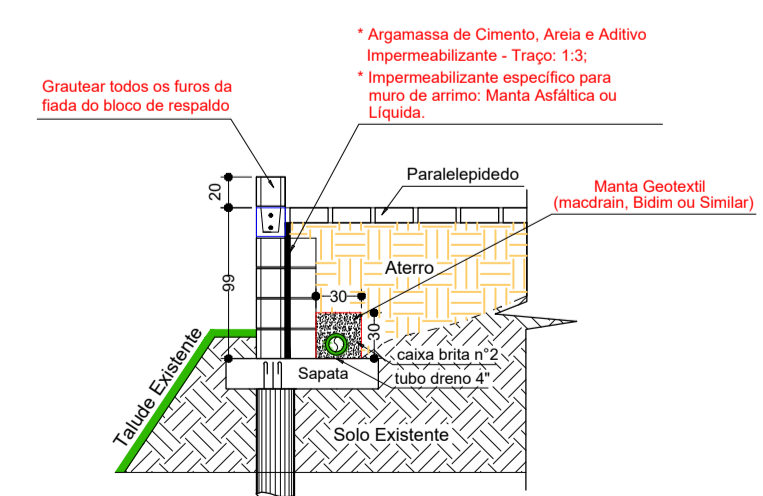 * Argamassa de Cimento, Areia e Aditivo
Impermeabilizante - Traço: 1:3;
* Impermeabilizante específico para
muro de arrimo: Manta Asfáltica ou
Líquida.
Grautear todos os furos da
fiada do bloco de respaldo
Paralelepidedo
Manta Geotextil
(macdrain, Bidim ou Similar)
20
99
Aterro
30
30
caixa brita n°2
tubo dreno 4"
Sapata
Talude Existente
Solo Existente